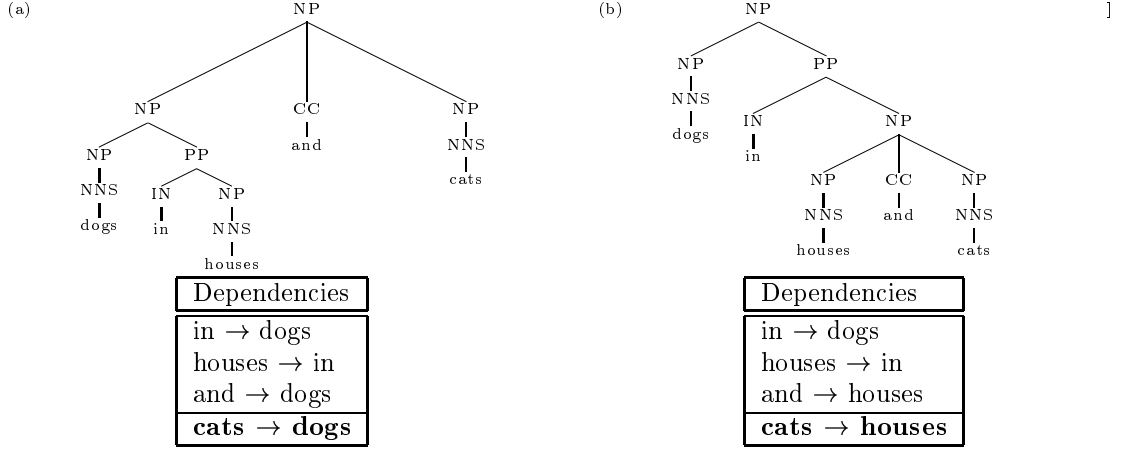 (a) NP
NP CC NP
and
NP PP NNS
cats
NNS IN NP
dogs in NNS
houses
Dependencies
in → dogs
houses → in
and → dogs
cats → dogs
(b) NP ]
NP PP
NNS IN NP
dogs
in
NP CC NP
NNS and NNS
houses cats
Dependencies
in → dogs
houses → in
and → houses
cats → houses